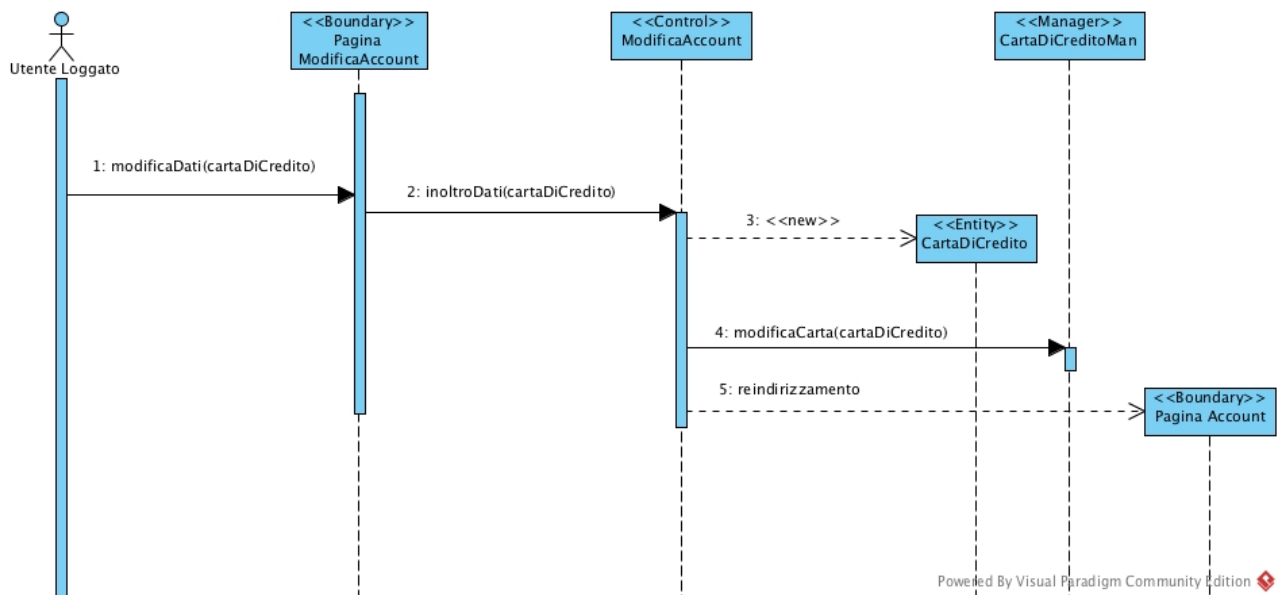 <<Boundary>>
Pagina
ModificaAccount
<<Control>>
ModificaAccount
<<Manager>>
CartaDiCreditoMan
Utente Loggato
1: modificaDati(cartaDiCredito)
2: inoltroDati(cartaDiCredito)
3: <<new>>
<<Entity>>
CartaDiCredito
4: modificaCarta(cartaDiCredito)
5: reindirizzamento
<<Boundary>>
Pagina Account
Powered By Visual Paradigm Community Edition